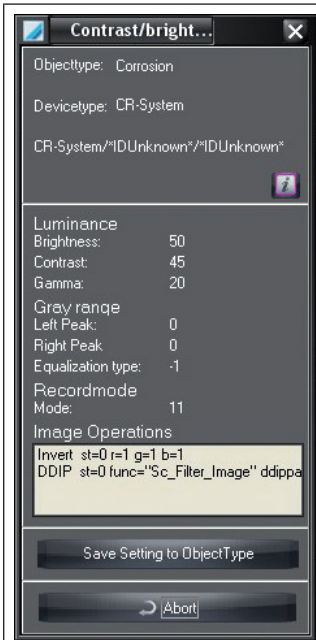 Contrast/bright...
Objecttype: Corrosion
Devicetype: CR-System
CR-System/*IDUnknown*/*IDUnknown*
i
Luminance
Brightness: 50
Contrast: 45
Gamma: 20
Gray range
Left Peak: 0
Right Peak 0
Equalization type: -1
Recordmode
Mode: 11
Image Operations
Invert st=0 r=1 g=1 b=1
DDIP st=0 func="Sc_Filter_Image" ddippa
Save Setting to ObjectType
Abort